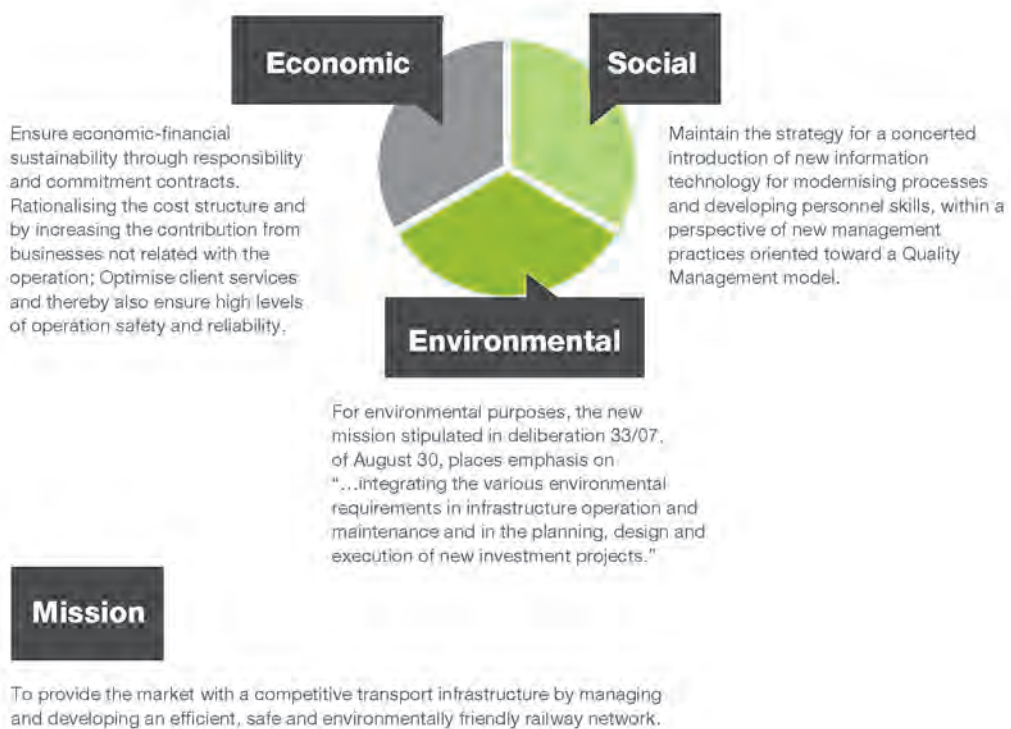 Economic
Ensure economic-financial
sustainability through responsibility
and commitment contracts.
Rationalising the cost structure and
by increasing the contribution from
businesses not related with the
operation; Optimise client services
and thereby also ensure high levels
of operation safety and reliability.
Social
Maintain the strategy for a concerted
introduction of new information
technology for modernising processes
and developing personnel skills, within a
perspective of new management
practices oriented toward a Quality
Management model.
Environmental
For environmental purposes, the new
mission stipulated in deliberation 33/07,
of August 30, places emphasis on
“…integrating the various environmental
requirements in infrastructure operation and
maintenance and in the planning, design and
execution of new investment projects.”
Mission
To provide the market with a competitive transport infrastructure by managing
and developing an efficient, safe and environmentally friendly railway network.